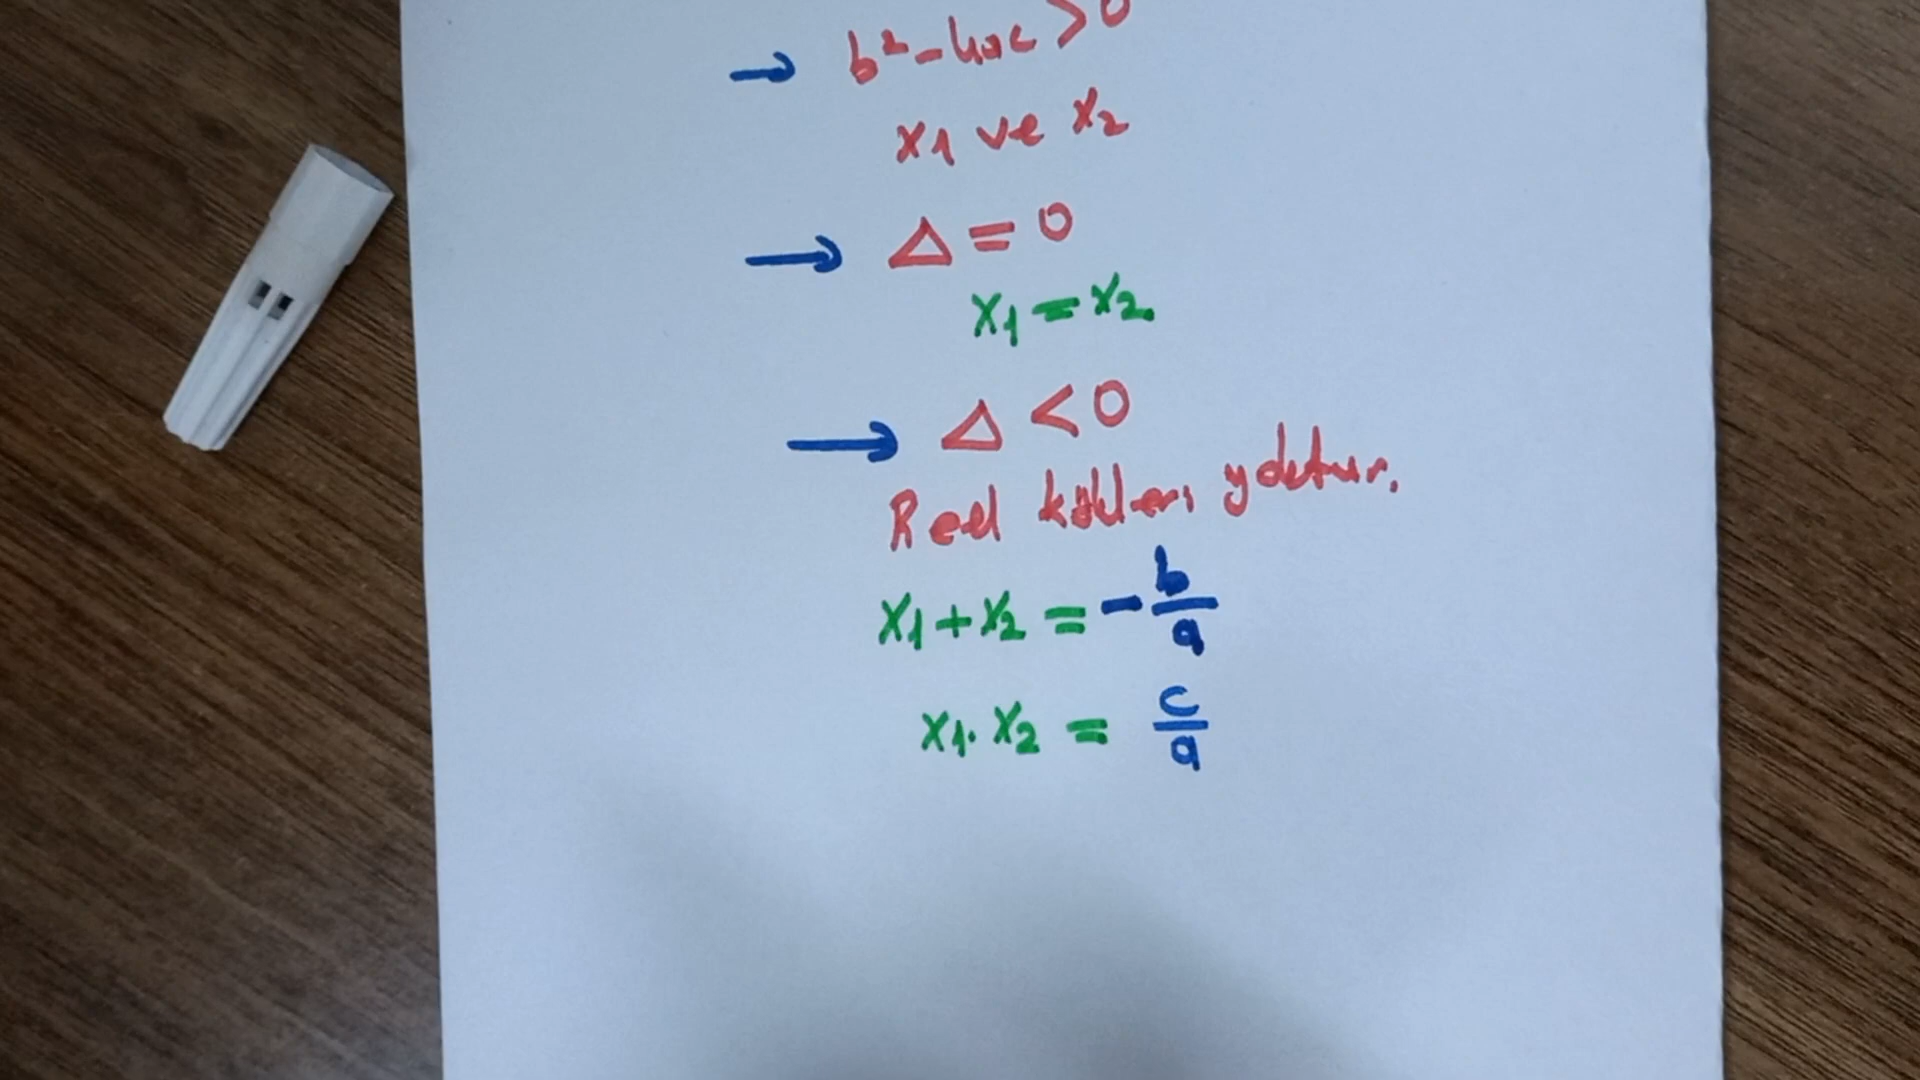 → b² - 4ac > 0
x₁ ve x₂
→ Δ = 0
x₁ = x₂
→ Δ < 0
Reel kökleri yoktur.
x₁ + x₂ = - b/a
x₁ . x₂ = c/a